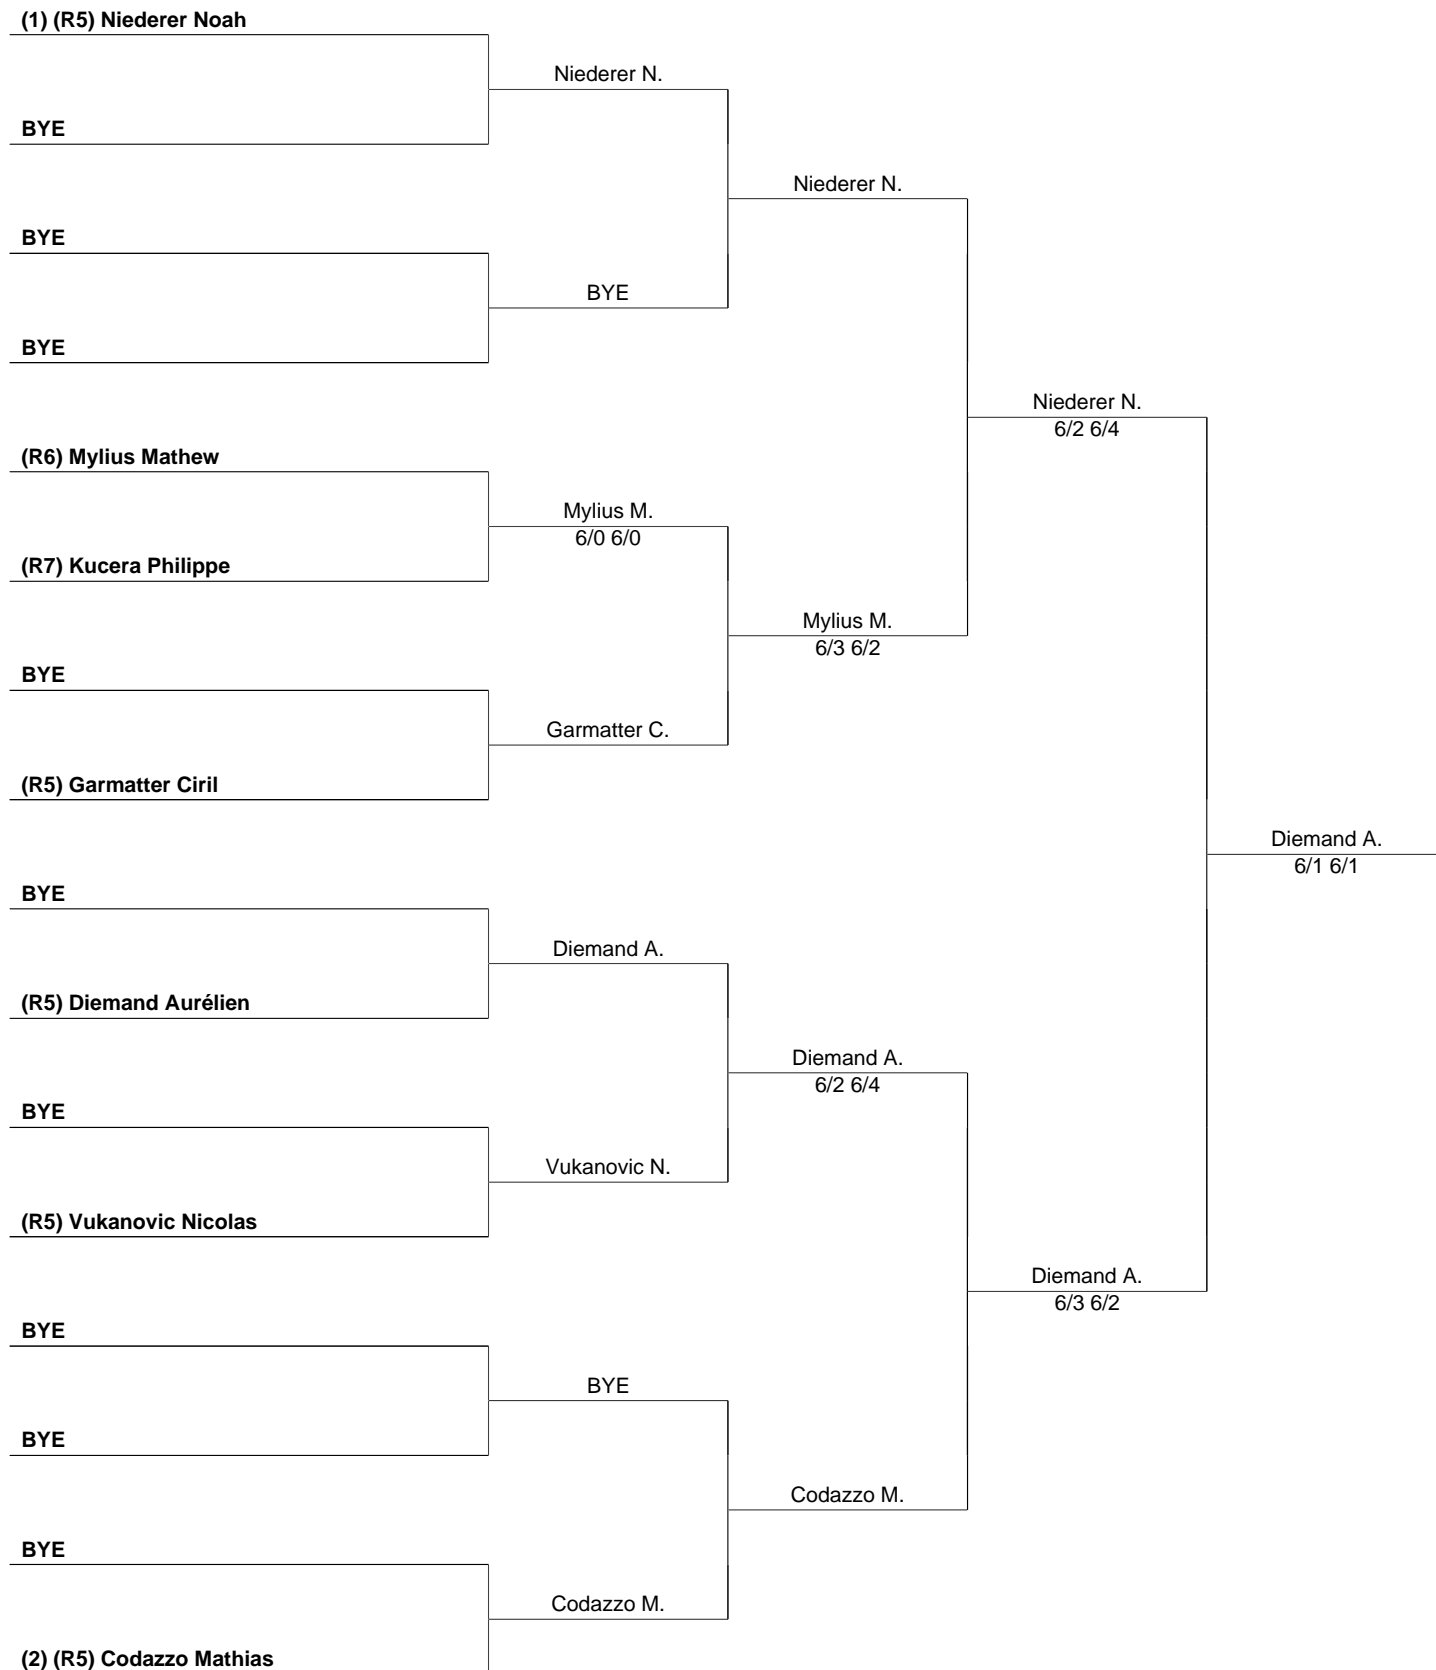 (1) (R5) Niederer Noah
Niederer N.
BYE
Niederer N.
BYE
BYE
BYE
Niederer N.
6/2 6/4
(R6) Mylius Mathew
Mylius M.
6/0 6/0
(R7) Kucera Philippe
Mylius M.
6/3 6/2
BYE
Garmatter C.
(R5) Garmatter Ciril
Diemand A.
6/1 6/1
BYE
Diemand A.
(R5) Diemand Aurélien
Diemand A.
6/2 6/4
BYE
Vukanovic N.
(R5) Vukanovic Nicolas
Diemand A.
6/3 6/2
BYE
BYE
BYE
Codazzo M.
BYE
Codazzo M.
(2) (R5) Codazzo Mathias